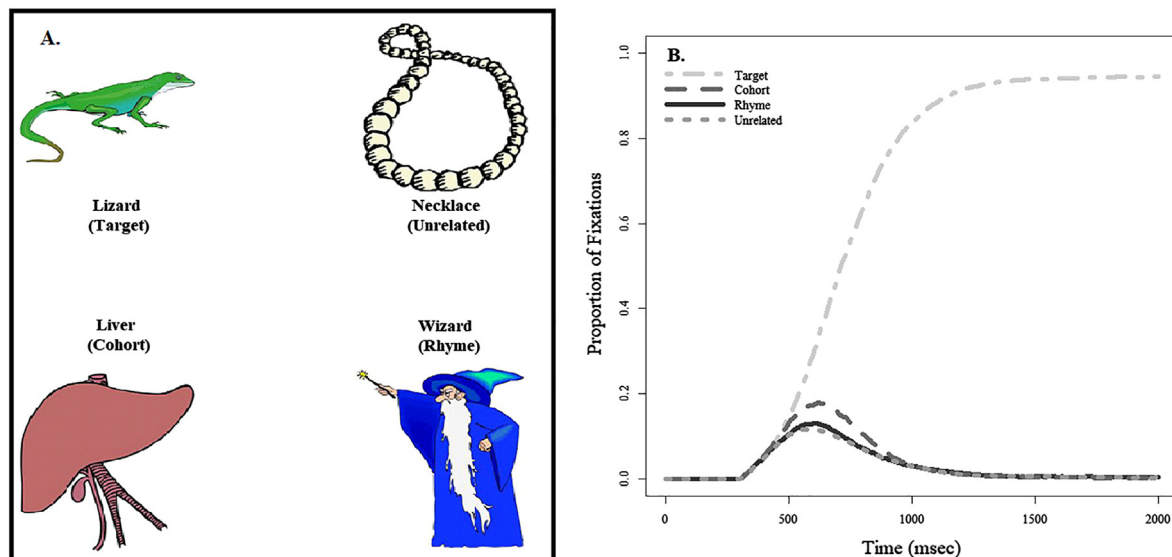 A.
Lizard
(Target)
Necklace
(Unrelated)
Liver
(Cohort)
Wizard
(Rhyme)
B.
Target
Cohort
Rhyme
Unrelated
Proportion of Fixations
1.0
0.8
0.6
0.4
0.2
0.0
0
500
1000
1500
2000
Time (msec)